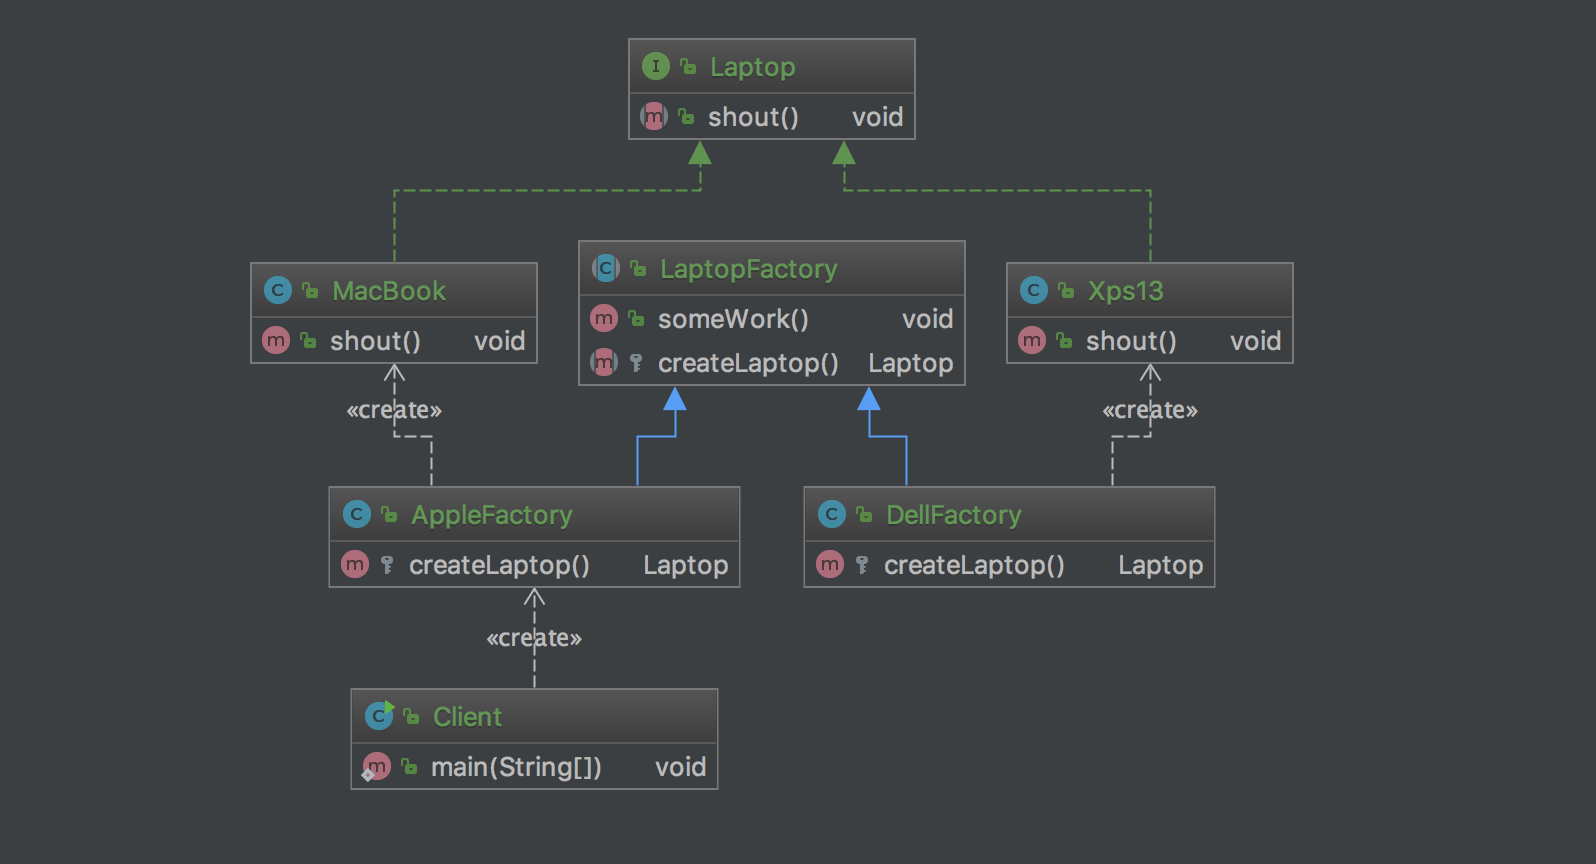 I Laptop
m shout() void
C MacBook
m shout() void
C LaptopFactory
m someWork() void
m createLaptop() Laptop
C Xps13
m shout() void
«create»
«create»
C AppleFactory
m createLaptop() Laptop
C DellFactory
m createLaptop() Laptop
«create»
C Client
m main(String[]) void